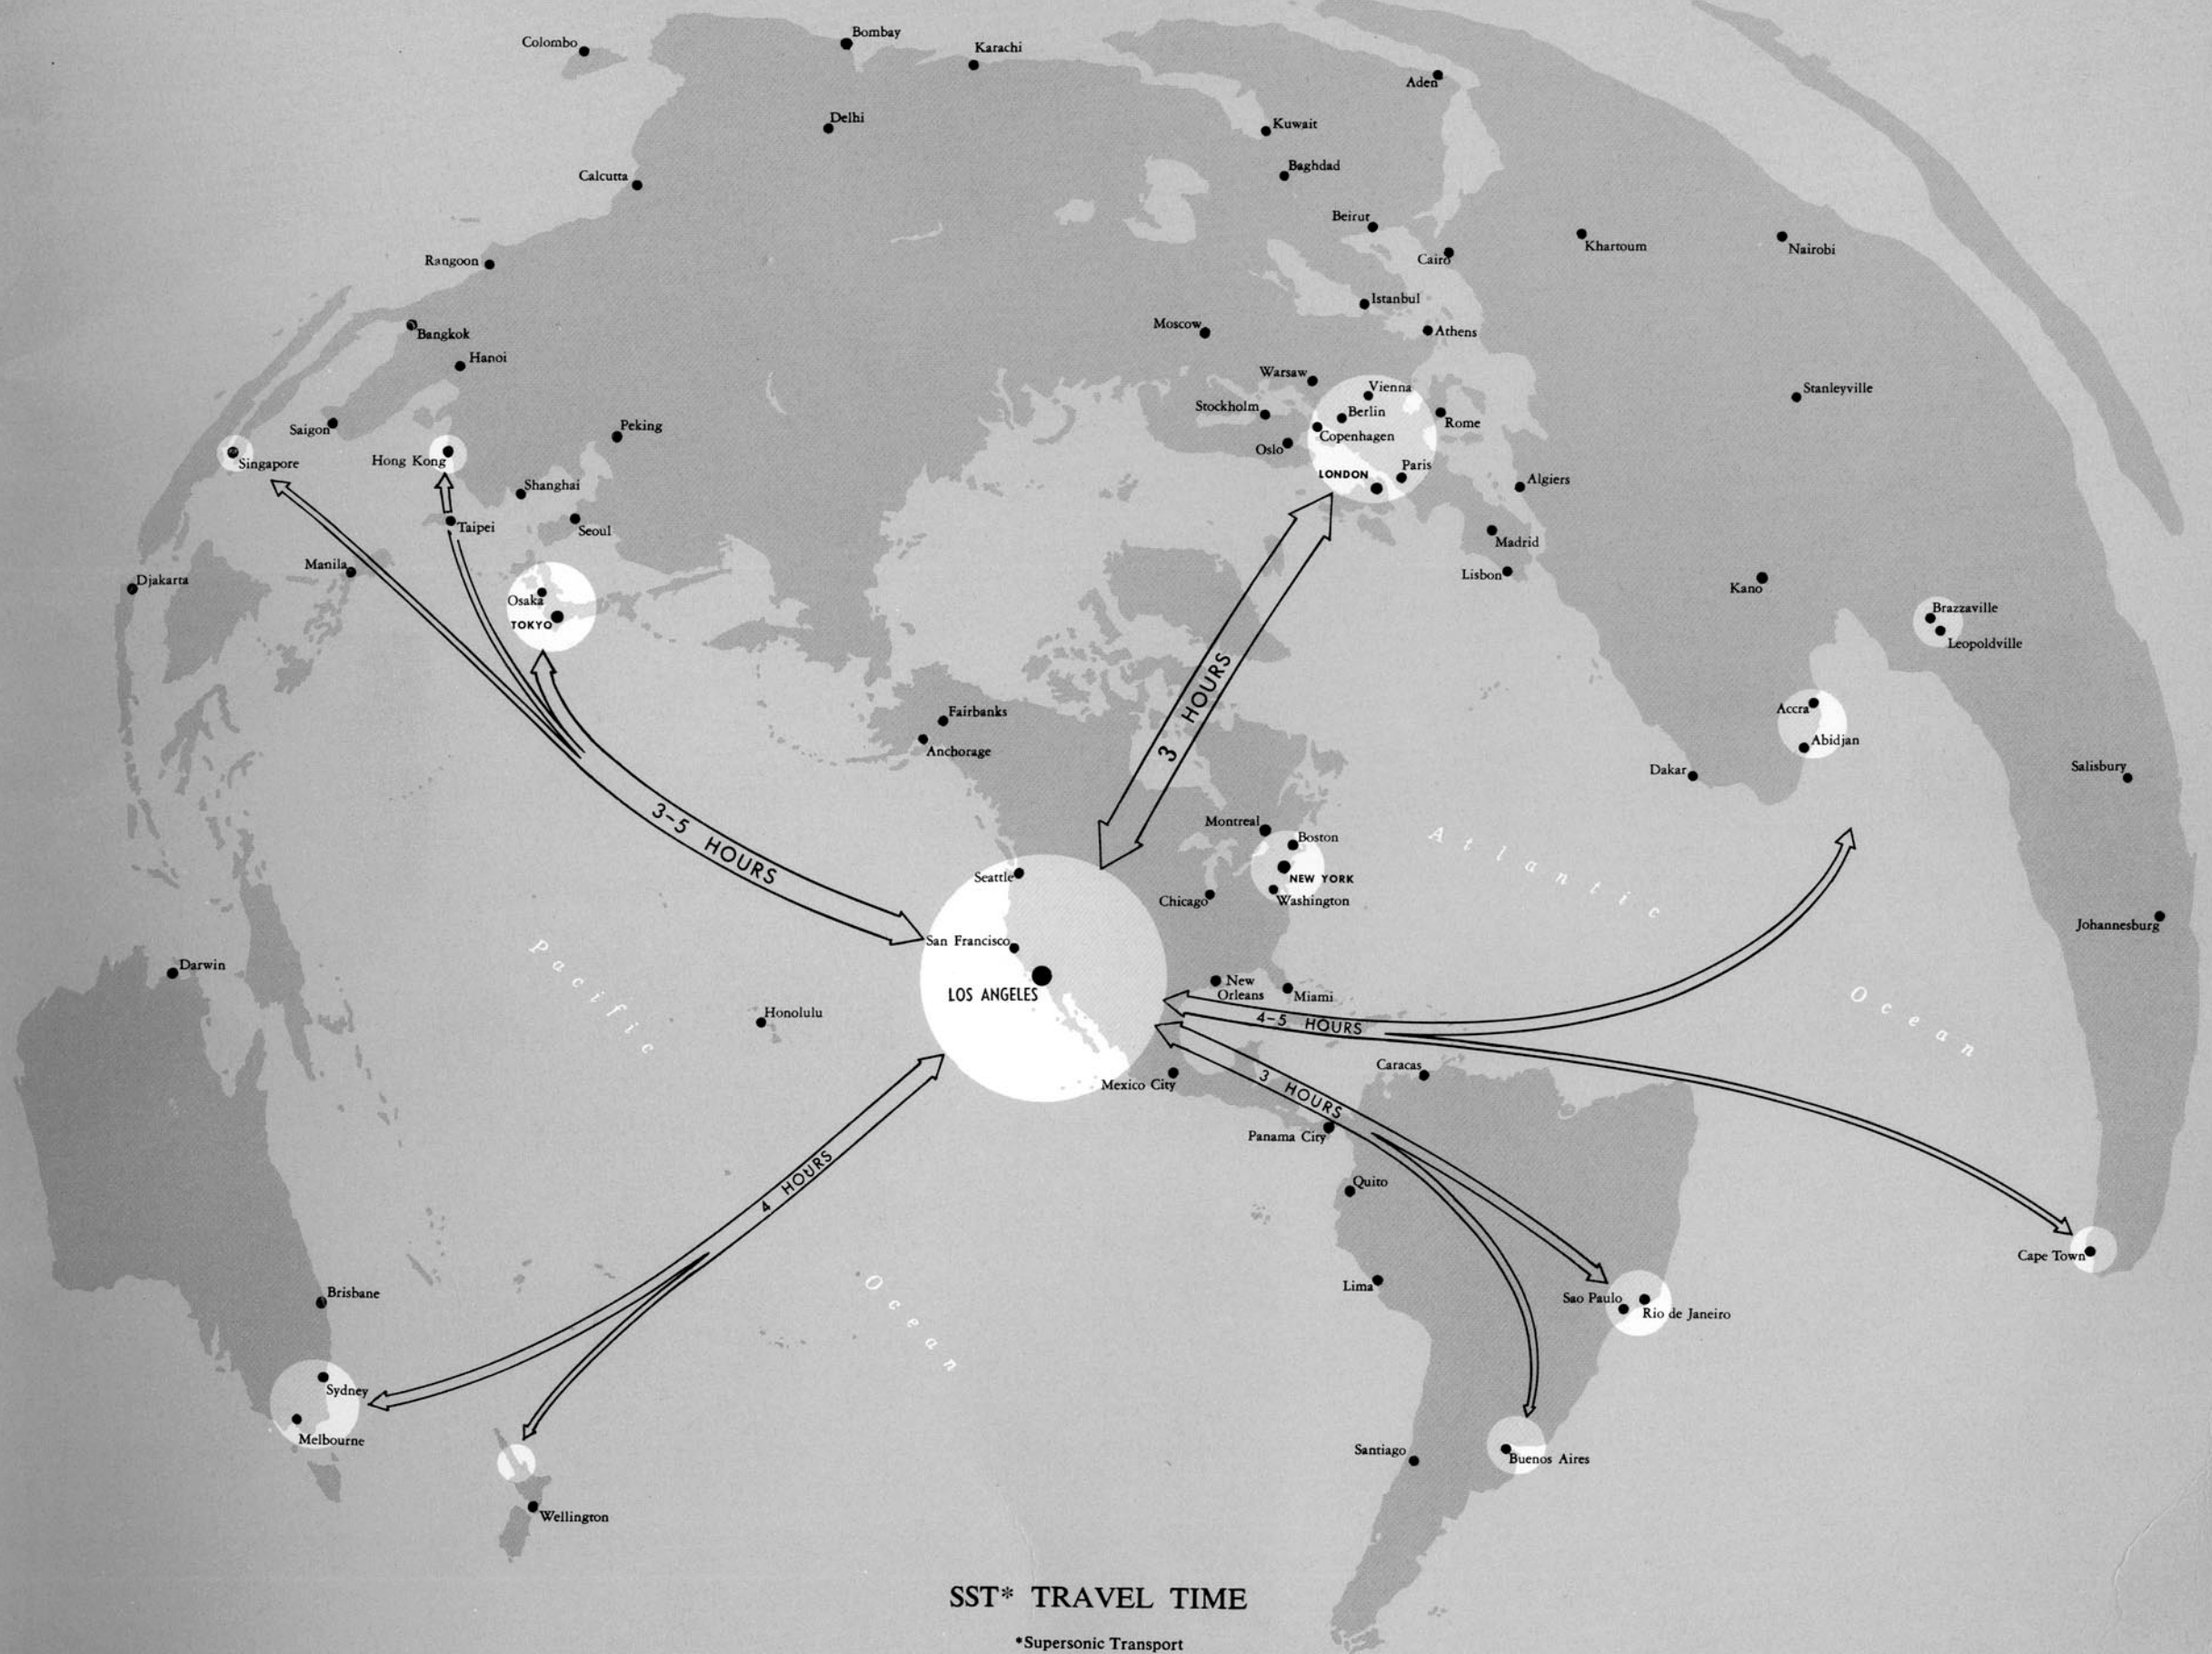 Colombo
Bombay
Karachi
Aden
Delhi
Kuwait
Baghdad
Calcutta
Beirut
Khartoum
Nairobi
Cairo
Rangoon
Istanbul
Moscow
Athens
Bangkok
Hanoi
Warsaw
Vienna
Stanleyville
Stockholm
Berlin
Rome
Saigon
Peking
Copenhagen
Oslo
Singapore
Hong Kong
Paris
LONDON
Algiers
Shanghai
Taipei
Seoul
Madrid
Manila
Lisbon
Djakarta
Kano
Osaka
TOKYO
Brazzaville
Leopoldville
3 HOURS
Fairbanks
Anchorage
Accra
Abidjan
Dakar
Salisbury
3-5 HOURS
Montreal
Boston
Atlantic
Seattle
NEW YORK
Chicago
Washington
Johannesburg
San Francisco
Pacific
Darwin
New
Orleans
Miami
LOS ANGELES
Ocean
Honolulu
4-5 HOURS
Caracas
Mexico City
3 HOURS
Panama City
4 HOURS
Quito
Cape Town
Lima
Ocean
Brisbane
Sao Paulo
Rio de Janeiro
Sydney
Melbourne
Santiago
Buenos Aires
Wellington
SST* TRAVEL TIME
*Supersonic Transport